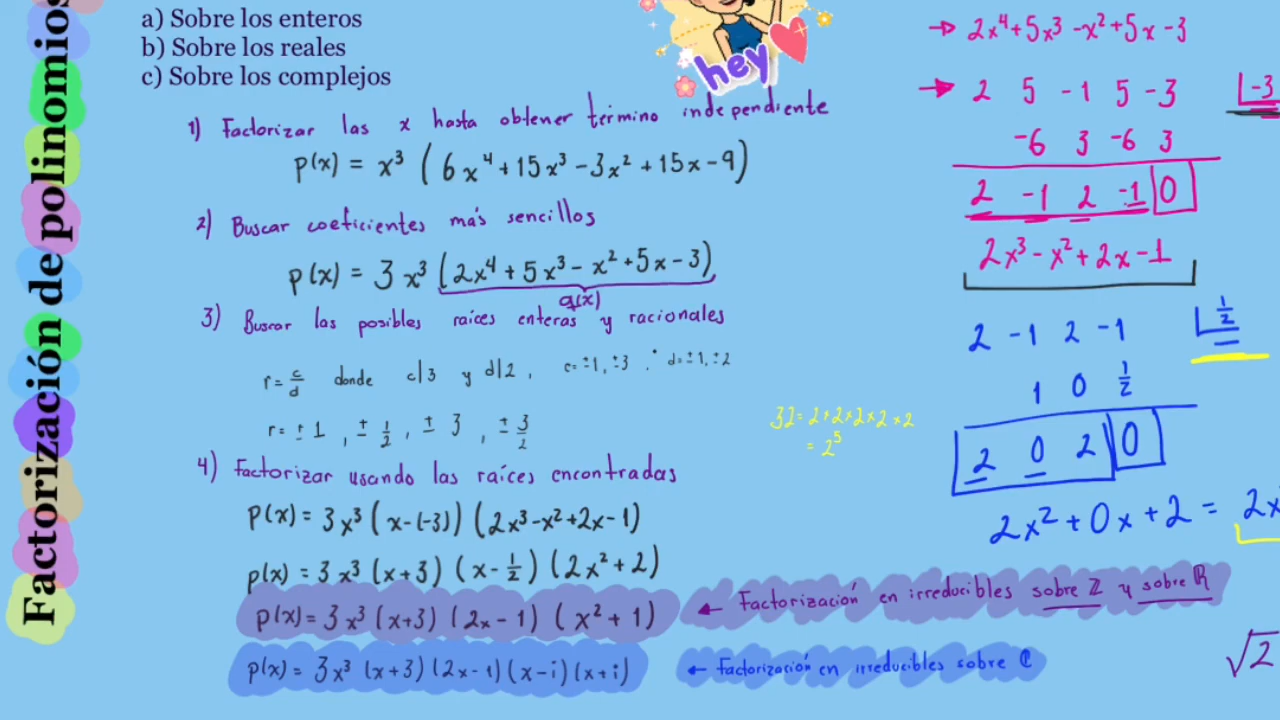 Factorización de polinomios
a) Sobre los enteros
b) Sobre los reales
c) Sobre los complejos
hey
1) Factorizar las x hasta obtener término independiente
p(x) = x³ (6x⁴+15x³-3x²+15x-9)
2) Buscar coeficientes más sencillos
p(x) = 3x³ (2x⁴+5x³-x²+5x-3)
q(x)
3) Buscar las posibles raíces enteras y racionales
r= c/d donde c|3 y d|2, c=±1,±3 ∴ d=±1,±2
r= ±1, ±1/2, ±3, ±3/2
4) Factorizar usando las raíces encontradas
p(x)= 3x³(x-(-3))(2x³-x²+2x-1)
p(x) = 3x³(x+3)(x-1/2)(2x²+2)
p(x)= 3x³(x+3)(2x-1)(x²+1) ← Factorización en irreducibles sobre ℤ y sobre ℝ
p(x)= 3x³(x+3)(2x-1)(x-i)(x+i) ← Factorización en irreducibles sobre ℂ
32=2×2×2×2×2
= 2⁵
→ 2x⁴+5x³-x²+5x-3
→ 2 5 -1 5 -3 |-3
-6 3 -6 3
2 -1 2 -1 0
2x³-x²+2x-1
2 -1 2 -1 1/2
1 0 1/2
2 0 2 0
2x²+0x+2 = 2x
√2